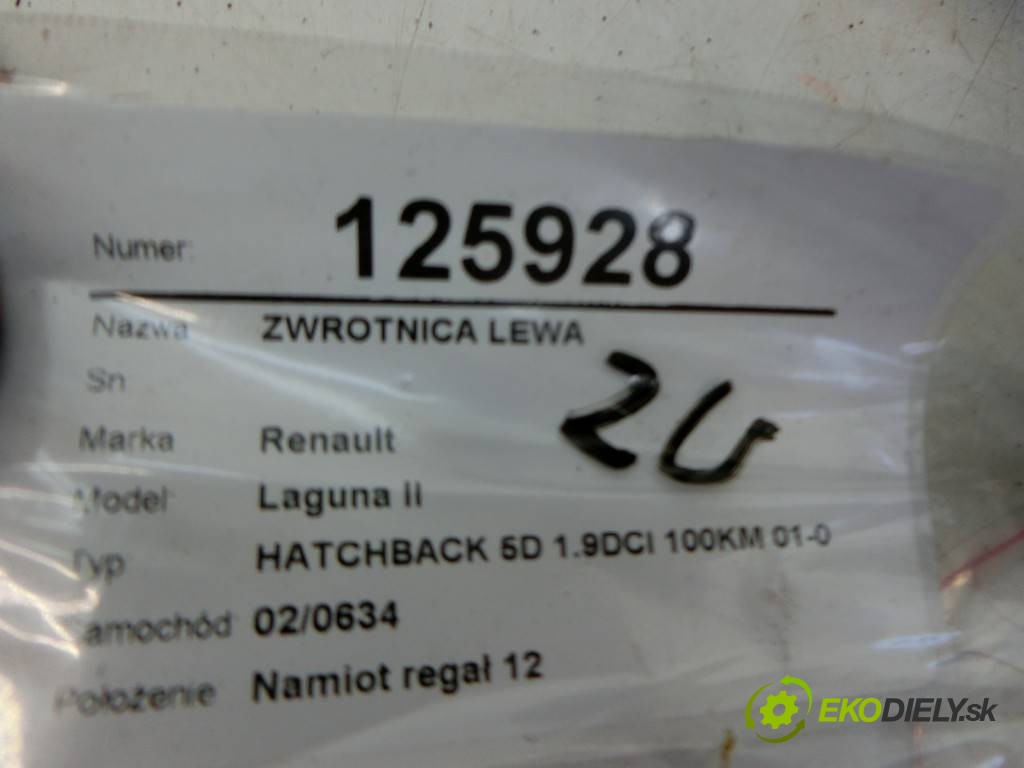 Numer: 125928
Nazwa ZWROTNICA LEWA
Sn
Marka Renault
Model Laguna II
Typ HATCHBACK 5D 1.9DCI 100KM 01-0
Samochód 02/0634
Położenie Namiot regał 12
EKODIELY.sk